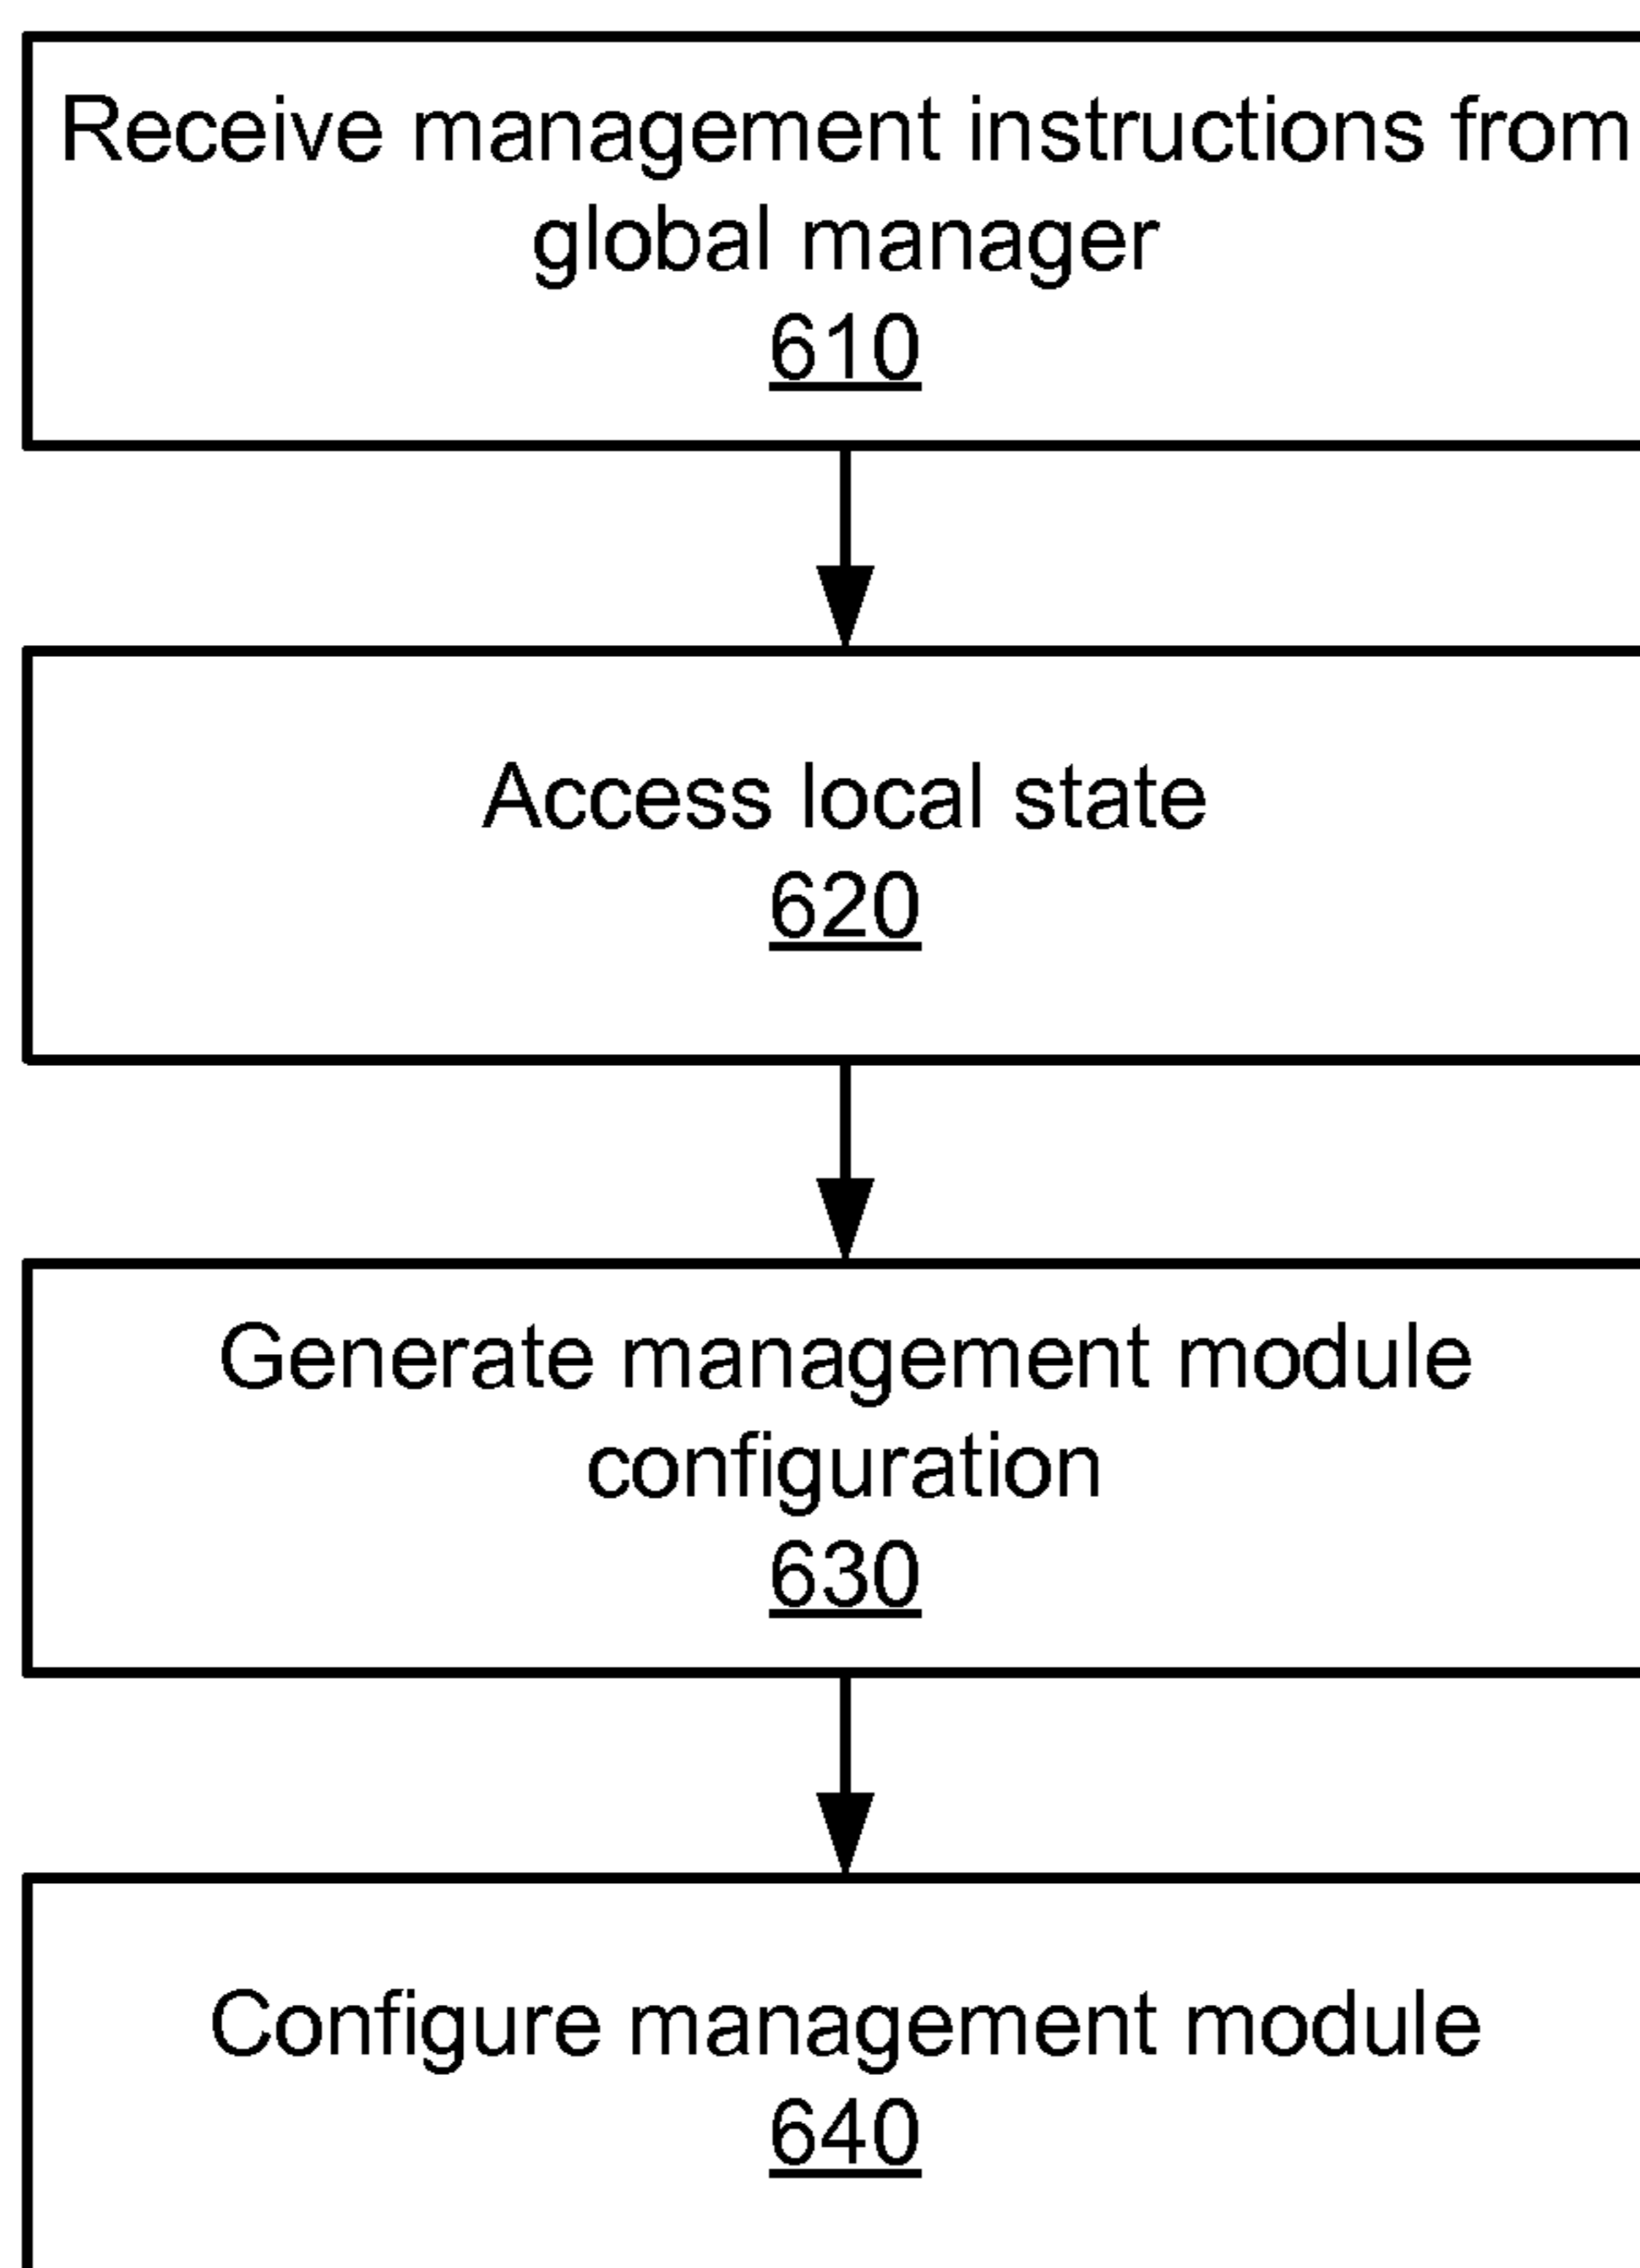 Receive management instructions from
global manager
610
Access local state
620
Generate management module
configuration
630
Configure management module
640